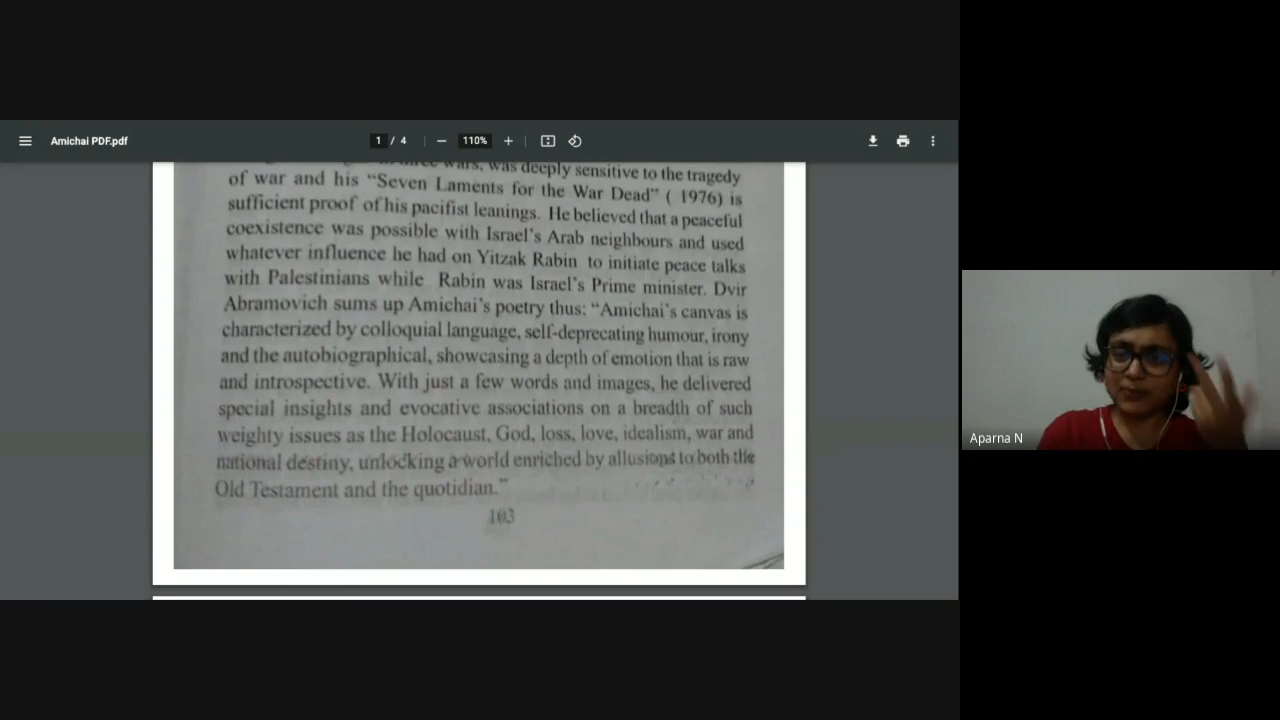 Amichai PDF.pdf
1 / 4
110%
three wars, was deeply sensitive to the tragedy
of war and his “Seven Laments for the War Dead” ( 1976) is
sufficient proof of his pacifist leanings. He believed that a peaceful
coexistence was possible with Israel’s Arab neighbours and used
whatever influence he had on Yitzak Rabin to initiate peace talks
with Palestinians while Rabin was Israel’s Prime minister. Dvir
Abramovich sums up Amichai’s poetry thus: “Amichai’s canvas is
characterized by colloquial language, self-deprecating humour, irony
and the autobiographical, showcasing a depth of emotion that is raw
and introspective. With just a few words and images, he delivered
special insights and evocative associations on a breadth of such
weighty issues as the Holocaust, God, loss, love, idealism, war and
national destiny, unlocking a world enriched by allusions to both the
Old Testament and the quotidian.”
103
Aparna N